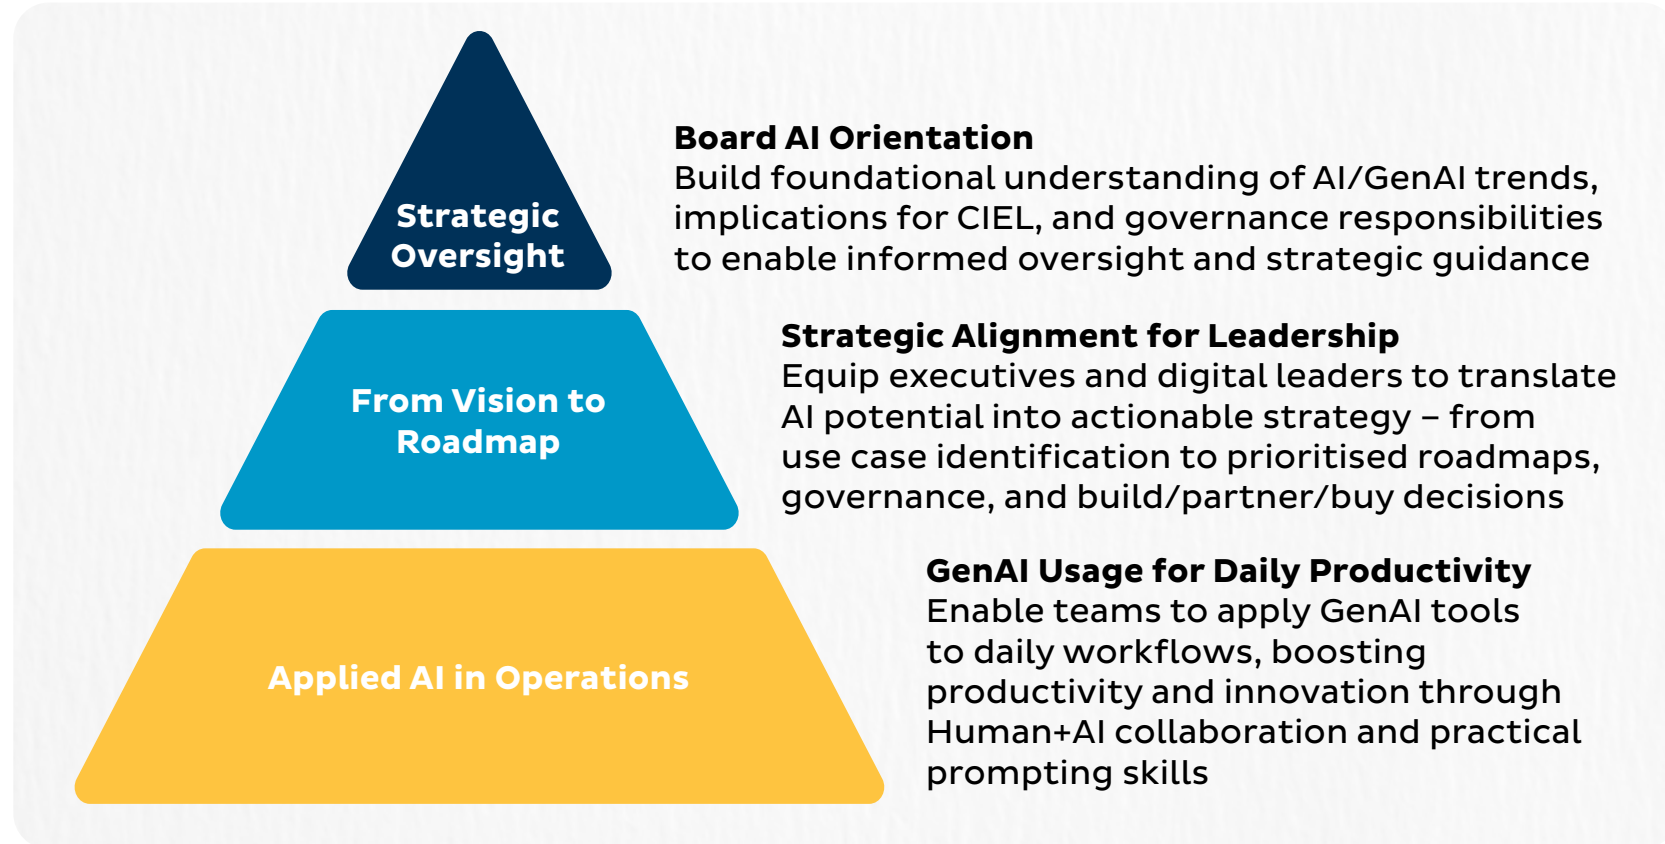 Strategic
Oversight
Board AI Orientation
Build foundational understanding of AI/GenAI trends,
implications for CIEL, and governance responsibilities
to enable informed oversight and strategic guidance
From Vision to
Roadmap
Strategic Alignment for Leadership
Equip executives and digital leaders to translate
AI potential into actionable strategy – from
use case identification to prioritised roadmaps,
governance, and build/partner/buy decisions
Applied AI in Operations
GenAI Usage for Daily Productivity
Enable teams to apply GenAI tools
to daily workflows, boosting
productivity and innovation through
Human+AI collaboration and practical
prompting skills